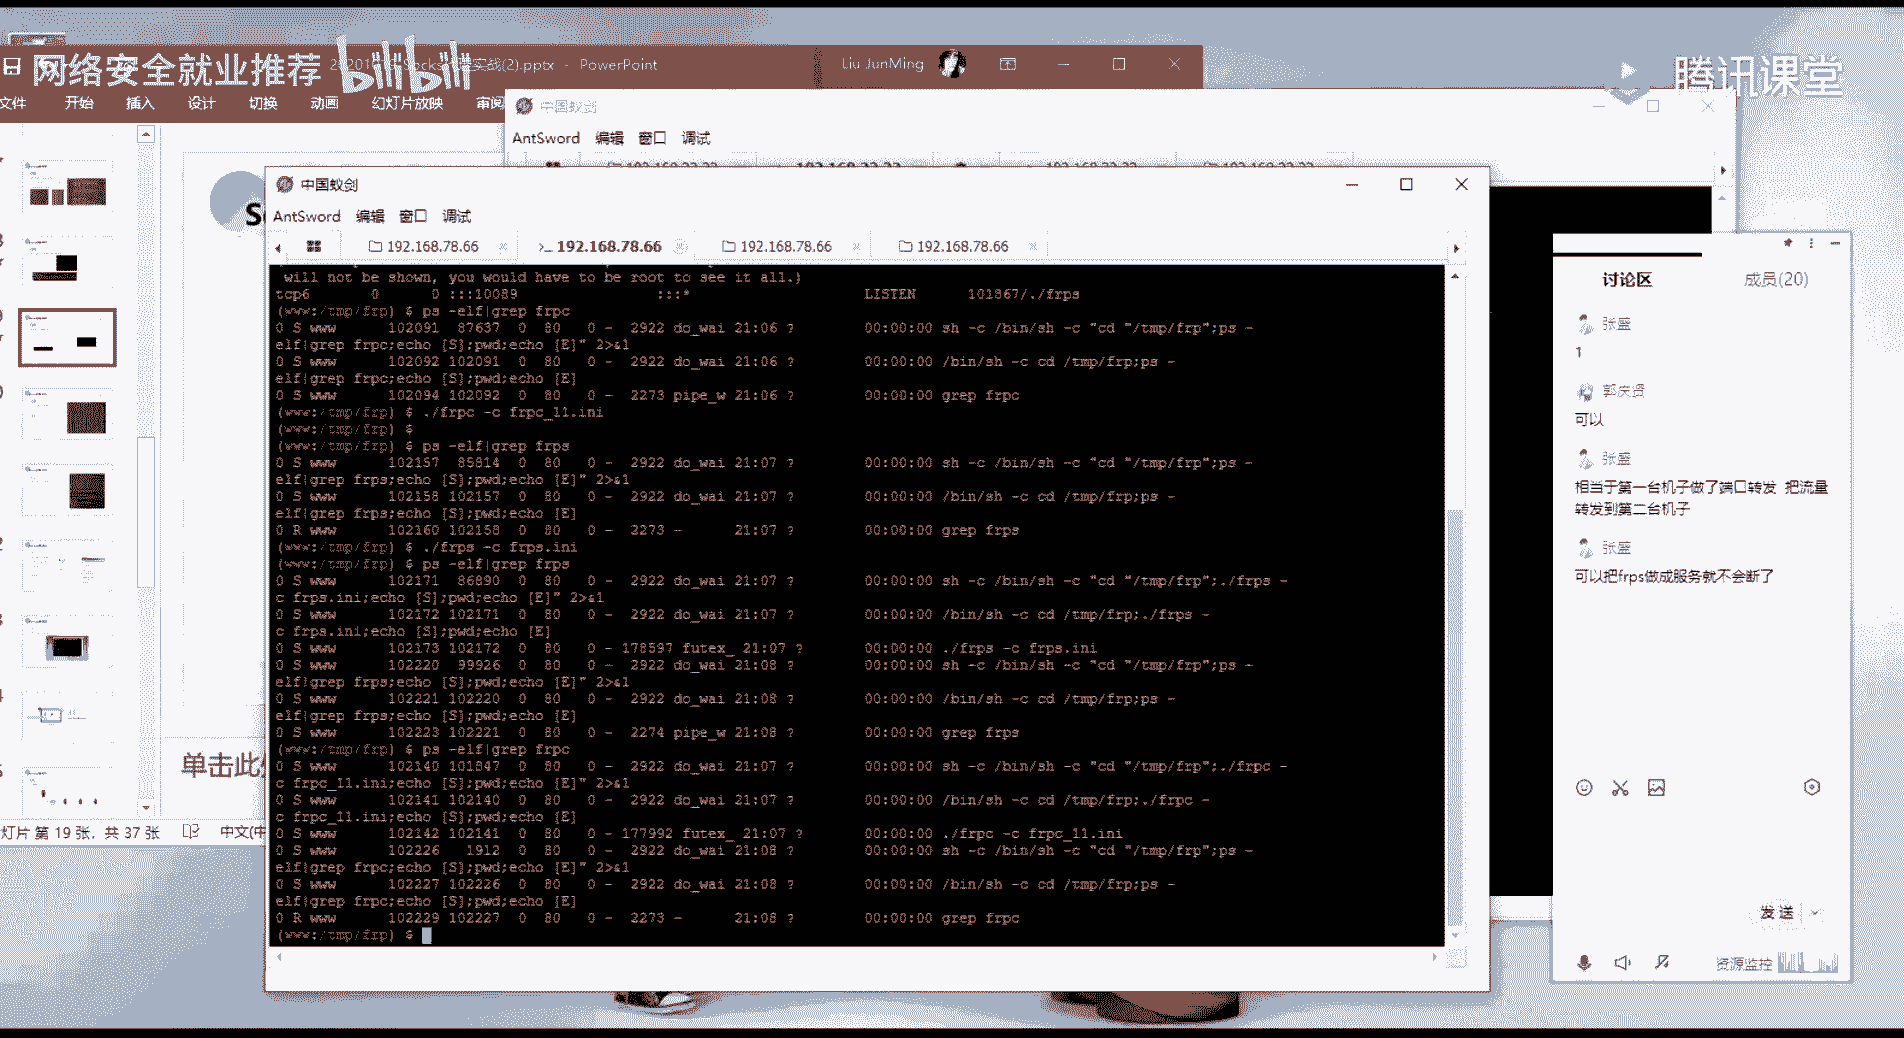 网络安全就业推荐
bilibili
Socks
实战(2).pptx - PowerPoint
Liu JunMing
腾讯课堂
文件 开始 插入 设计 切换 动画 幻灯片放映 审阅
中国蚁剑
AntSword 编辑 窗口 调试
中国蚁剑
AntSword 编辑 窗口 调试
192.168.78.66 192.168.78.66 192.168.78.66 192.168.78.66
will not be shown, you would have to be root to see it all.)
tcp6 0 0 :::10089 :::* LISTEN 101867/./frps
(www:/tmp/frp) $ ps -elf|grep frpc
0 S www 102091 87637 0 80 0 - 2922 do_wai 21:06 ? 00:00:00 sh -c /bin/sh -c "cd "/tmp/frp";ps -
elf|grep frpc;echo [S];pwd;echo [E]" 2>&1
0 S www 102092 102091 0 80 0 - 2922 do_wai 21:06 ? 00:00:00 /bin/sh -c cd /tmp/frp;ps -
elf|grep frpc;echo [S];pwd;echo [E]
0 S www 102094 102092 0 80 0 - 2273 pipe_w 21:06 ? 00:00:00 grep frpc
(www:/tmp/frp) $ ./frpc -c frpc_11.ini
(www:/tmp/frp) $
(www:/tmp/frp) $ ps -elf|grep frps
0 S www 102157 85814 0 80 0 - 2922 do_wai 21:07 ? 00:00:00 sh -c /bin/sh -c "cd "/tmp/frp";ps -
elf|grep frps;echo [S];pwd;echo [E]" 2>&1
0 S www 102158 102157 0 80 0 - 2922 do_wai 21:07 ? 00:00:00 /bin/sh -c cd /tmp/frp;ps -
elf|grep frps;echo [S];pwd;echo [E]
0 R www 102160 102158 0 80 0 - 2273 - 21:07 ? 00:00:00 grep frps
(www:/tmp/frp) $ ./frps -c frps.ini
(www:/tmp/frp) $ ps -elf|grep frps
0 S www 102171 86890 0 80 0 - 2922 do_wai 21:07 ? 00:00:00 sh -c /bin/sh -c "cd "/tmp/frp";./frps -
c frps.ini;echo [S];pwd;echo [E]" 2>&1
0 S www 102172 102171 0 80 0 - 2922 do_wai 21:07 ? 00:00:00 /bin/sh -c cd /tmp/frp;./frps -
c frps.ini;echo [S];pwd;echo [E]
0 S www 102173 102172 0 80 0 - 178597 futex_ 21:07 ? 00:00:00 ./frps -c frps.ini
0 S www 102220 99926 0 80 0 - 2922 do_wai 21:08 ? 00:00:00 sh -c /bin/sh -c "cd "/tmp/frp";ps -
elf|grep frps;echo [S];pwd;echo [E]" 2>&1
0 S www 102221 102220 0 80 0 - 2922 do_wai 21:08 ? 00:00:00 /bin/sh -c cd /tmp/frp;ps -
elf|grep frps;echo [S];pwd;echo [E]
0 S www 102223 102221 0 80 0 - 2274 pipe_w 21:08 ? 00:00:00 grep frps
(www:/tmp/frp) $ ps -elf|grep frpc
0 S www 102140 101847 0 80 0 - 2922 do_wai 21:07 ? 00:00:00 sh -c /bin/sh -c "cd "/tmp/frp";./frpc -
c frpc_11.ini;echo [S];pwd;echo [E]" 2>&1
0 S www 102141 102140 0 80 0 - 2922 do_wai 21:07 ? 00:00:00 /bin/sh -c cd /tmp/frp;./frpc -
c frpc_11.ini;echo [S];pwd;echo [E]
0 S www 102142 102141 0 80 0 - 177992 futex_ 21:07 ? 00:00:00 ./frpc -c frpc_11.ini
0 S www 102226 1912 0 80 0 - 2922 do_wai 21:08 ? 00:00:00 sh -c /bin/sh -c "cd "/tmp/frp";ps -
elf|grep frpc;echo [S];pwd;echo [E]" 2>&1
0 S www 102227 102226 0 80 0 - 2922 do_wai 21:08 ? 00:00:00 /bin/sh -c cd /tmp/frp;ps -
elf|grep frpc;echo [S];pwd;echo [E]
0 R www 102229 102227 0 80 0 - 2273 - 21:08 ? 00:00:00 grep frpc
(www:/tmp/frp) $
单击此
灯片 第 19 张，共 37 张 中文(中
讨论区 成员(20)
张盛
1
郭庆贤
可以
张盛
相当于第一台机子做了端口转发 把流量
转发到第二台机子
张盛
可以把frps做成服务就不会断了
发送
资源监控